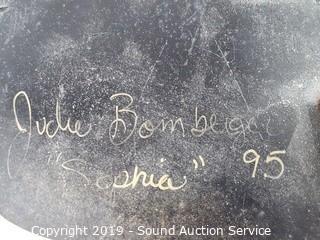 Judie Bomberger
"Sophia" 95
Copyright 2019 - Sound Auction Service